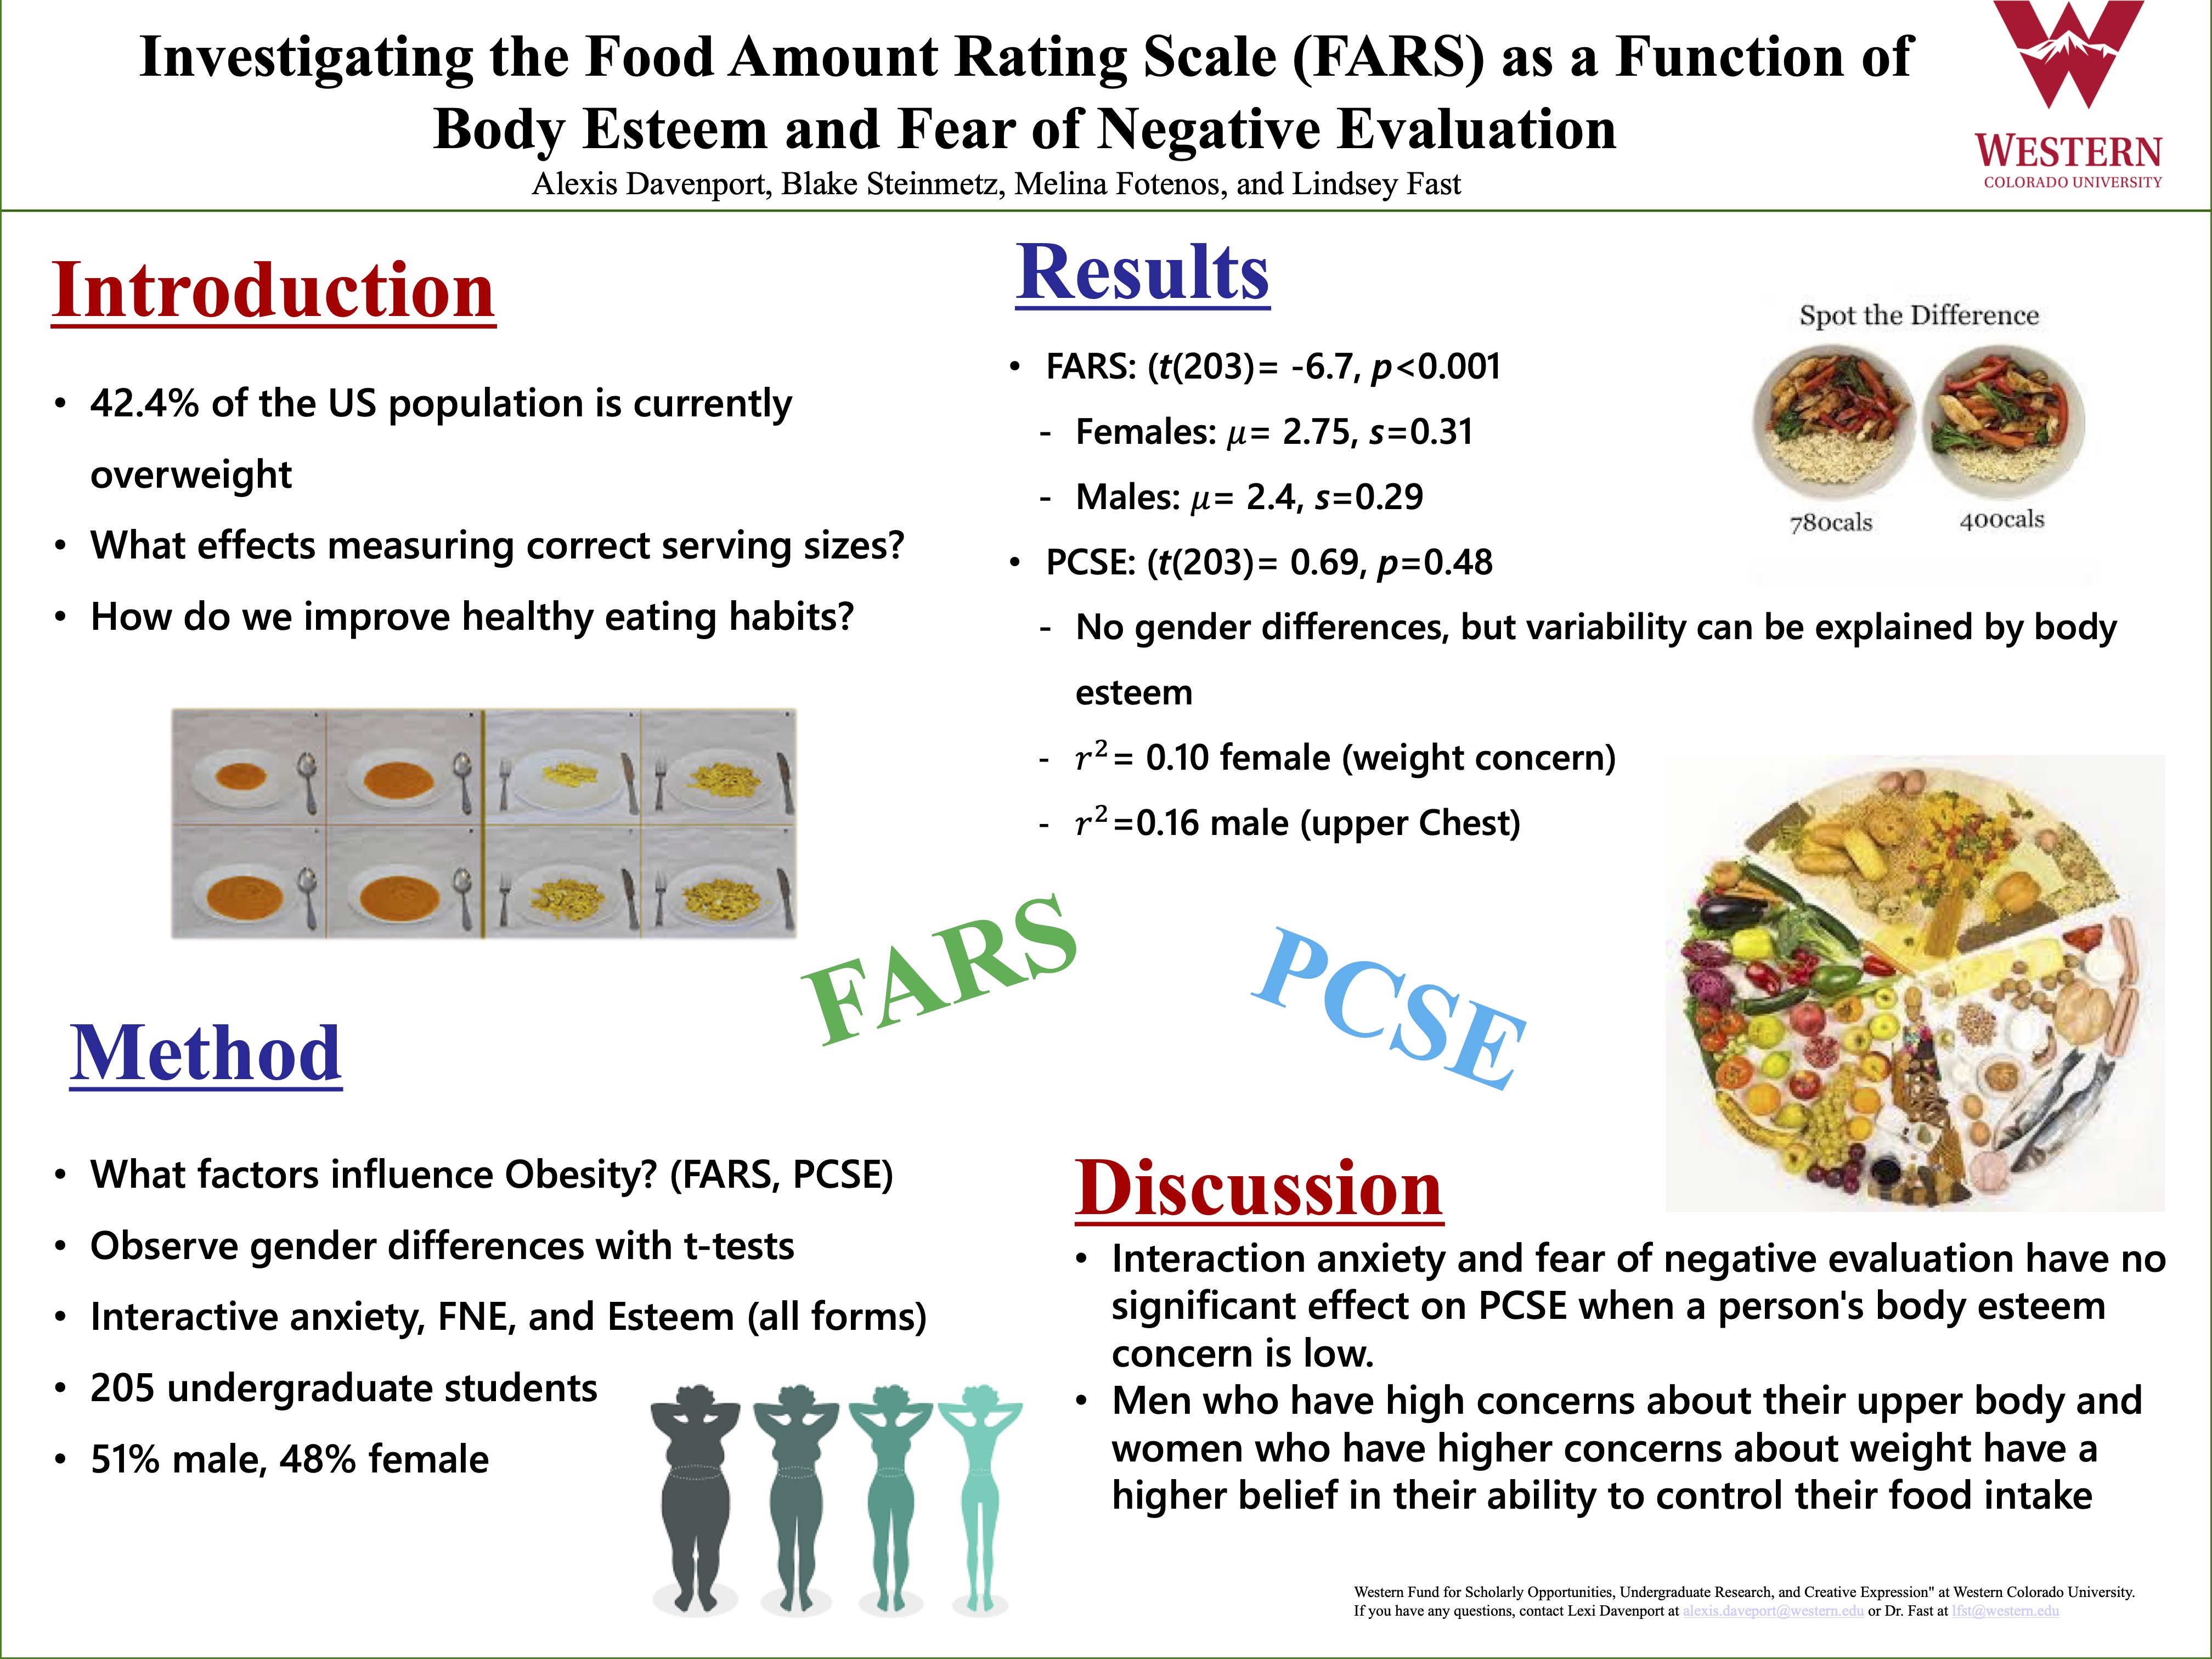 Investigating the Food Amount Rating Scale (FARS) as a Function of
Body Esteem and Fear of Negative Evaluation
Alexis Davenport, Blake Steinmetz, Melina Fotenos, and Lindsey Fast
WESTERN
COLORADO UNIVERSITY
Introduction
• 42.4% of the US population is currently
overweight
• What effects measuring correct serving sizes?
• How do we improve healthy eating habits?
Method
• What factors influence Obesity? (FARS, PCSE)
• Observe gender differences with t-tests
• Interactive anxiety, FNE, and Esteem (all forms)
• 205 undergraduate students
• 51% male, 48% female
FARS
PCSE
Results
• FARS: (t(203)= -6.7, p<0.001
- Females: μ= 2.75, s=0.31
- Males: μ= 2.4, s=0.29
• PCSE: (t(203)= 0.69, p=0.48
- No gender differences, but variability can be explained by body
esteem
- r²= 0.10 female (weight concern)
- r²=0.16 male (upper Chest)
Spot the Difference
780cals
400cals
Discussion
• Interaction anxiety and fear of negative evaluation have no
significant effect on PCSE when a person's body esteem
concern is low.
• Men who have high concerns about their upper body and
women who have higher concerns about weight have a
higher belief in their ability to control their food intake
Western Fund for Scholarly Opportunities, Undergraduate Research, and Creative Expression" at Western Colorado University.
If you have any questions, contact Lexi Davenport at alexis.daveport@western.edu or Dr. Fast at lfst@western.edu